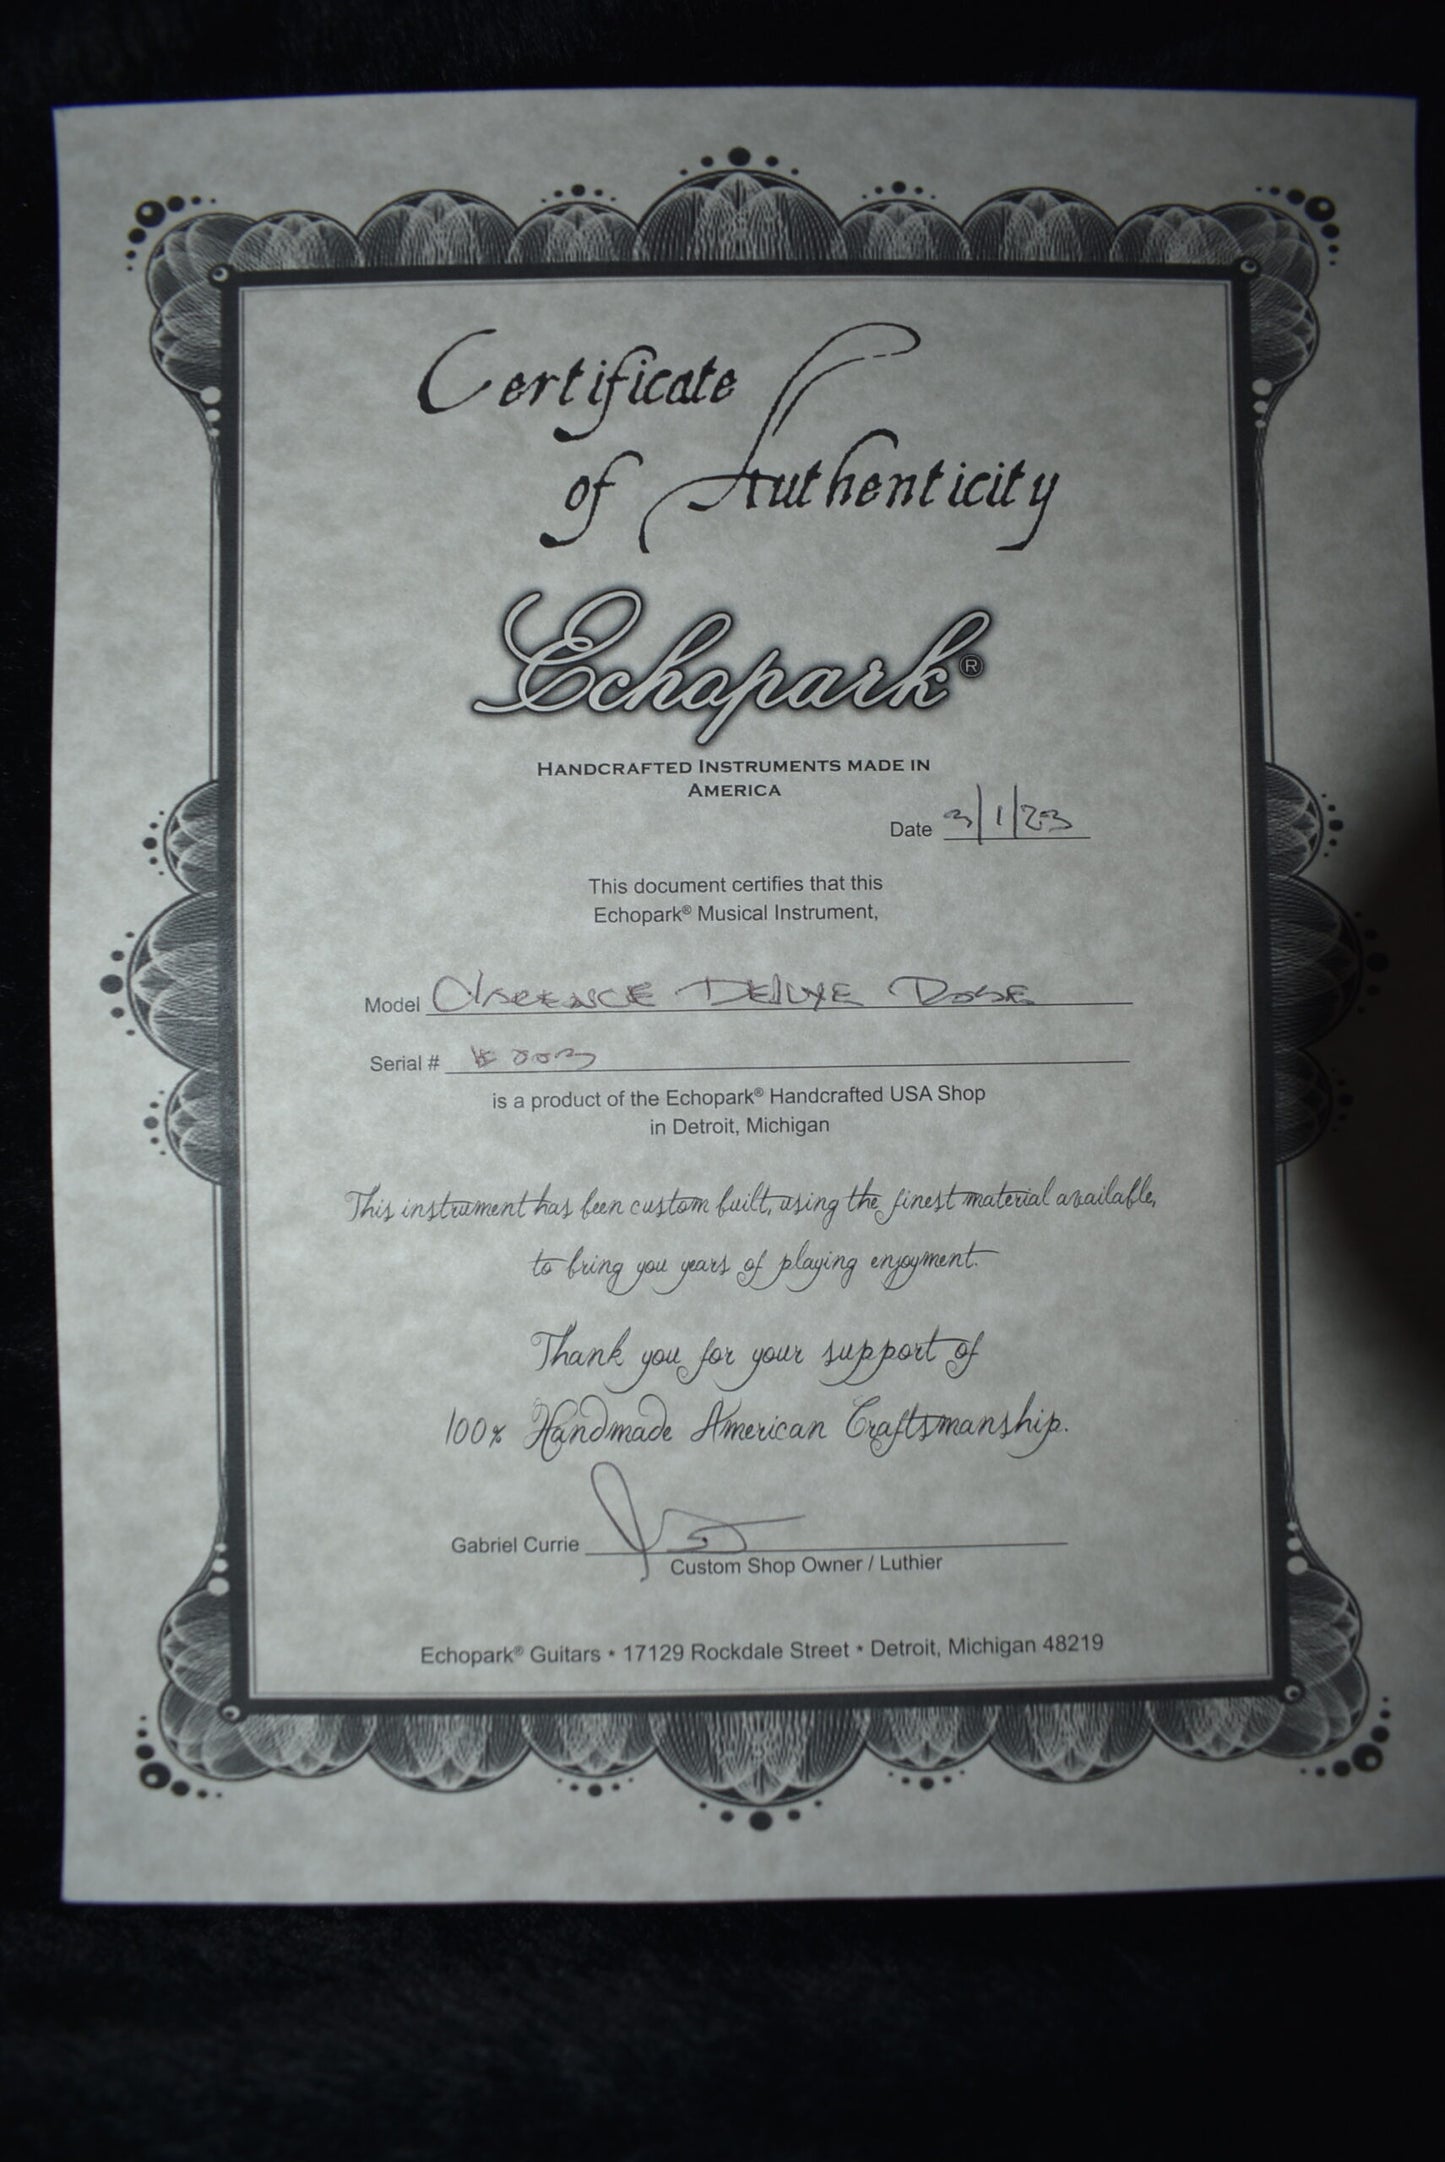 Certificate
of Authenticity
Echopark®
HANDCRAFTED INSTRUMENTS MADE IN
AMERICA
Date 3/1/23
This document certifies that this
Echopark® Musical Instrument,
Model Clarence Deluxe Rose
Serial # 003
is a product of the Echopark® Handcrafted USA Shop
in Detroit, Michigan
This instrument has been custom built, using the finest material available,
to bring you years of playing enjoyment.
Thank you for your support of
100% Handmade American Craftsmanship.
Gabriel Currie
Custom Shop Owner / Luthier
Echopark® Guitars * 17129 Rockdale Street * Detroit, Michigan 48219